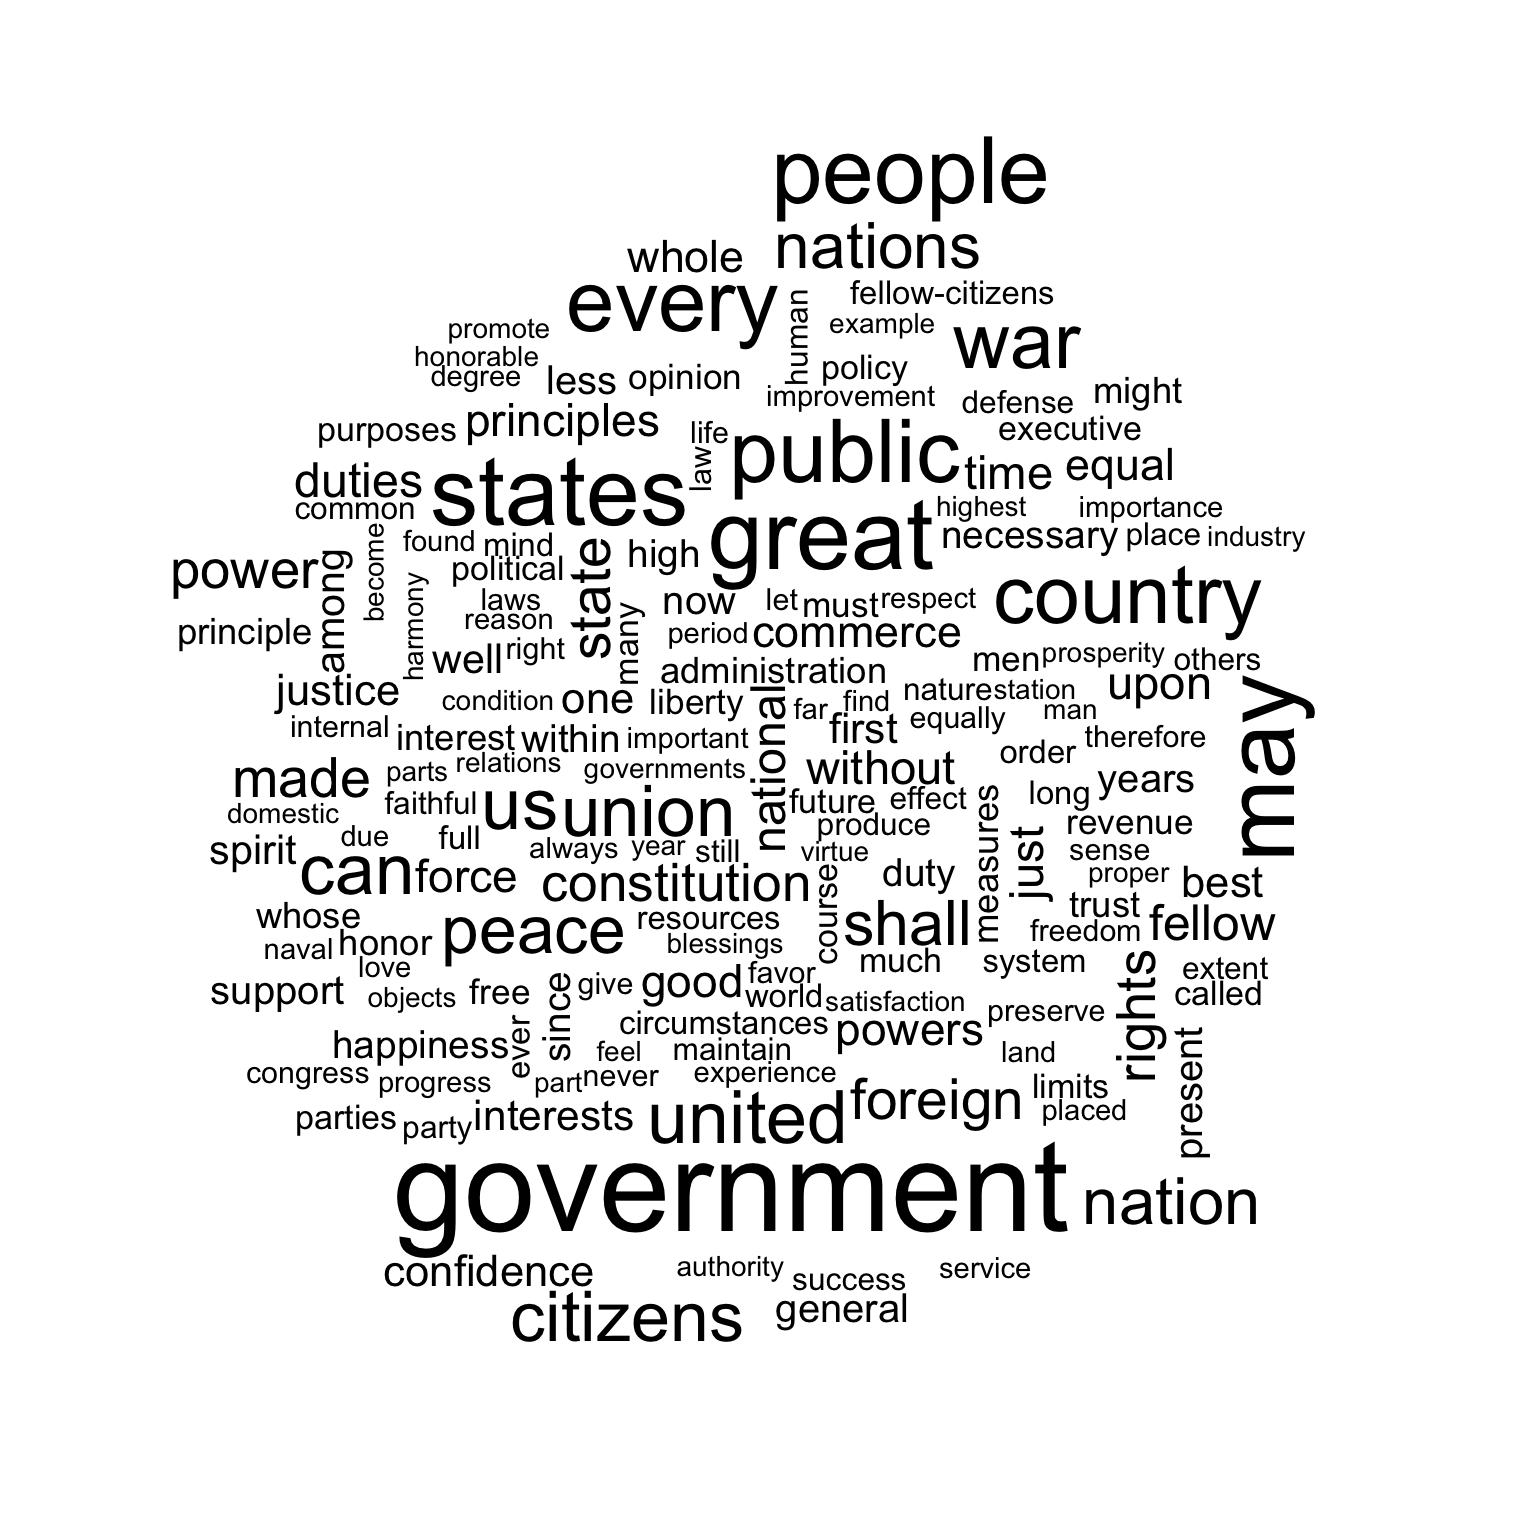 people
whole nations
every human fellow-citizens
promote example war
honorable policy
degree less opinion improvement might
purposes principles life defense executive
duties states law public time equal
common highest importance
become found mind high great necessary place industry
power among political state country
harmony laws now let must respect
principle reason many period commerce
well right administration men prosperity others
justice condition one liberty national far find nature station upon may
internal first equally man
interest within important order therefore
made parts relations governments without long years
domestic faithful us union future effect measures
spirit due full produce just revenue
always year still virtue sense
can force constitution course duty proper best
whose peace resources shall trust fellow
naval honor blessings freedom
love much system rights extent
support objects free since give good favor called
world satisfaction
happiness ever circumstances powers preserve present
feel maintain land
congress progress part never experience limits
parties party interests united foreign placed
government nation
confidence authority success service
citizens general